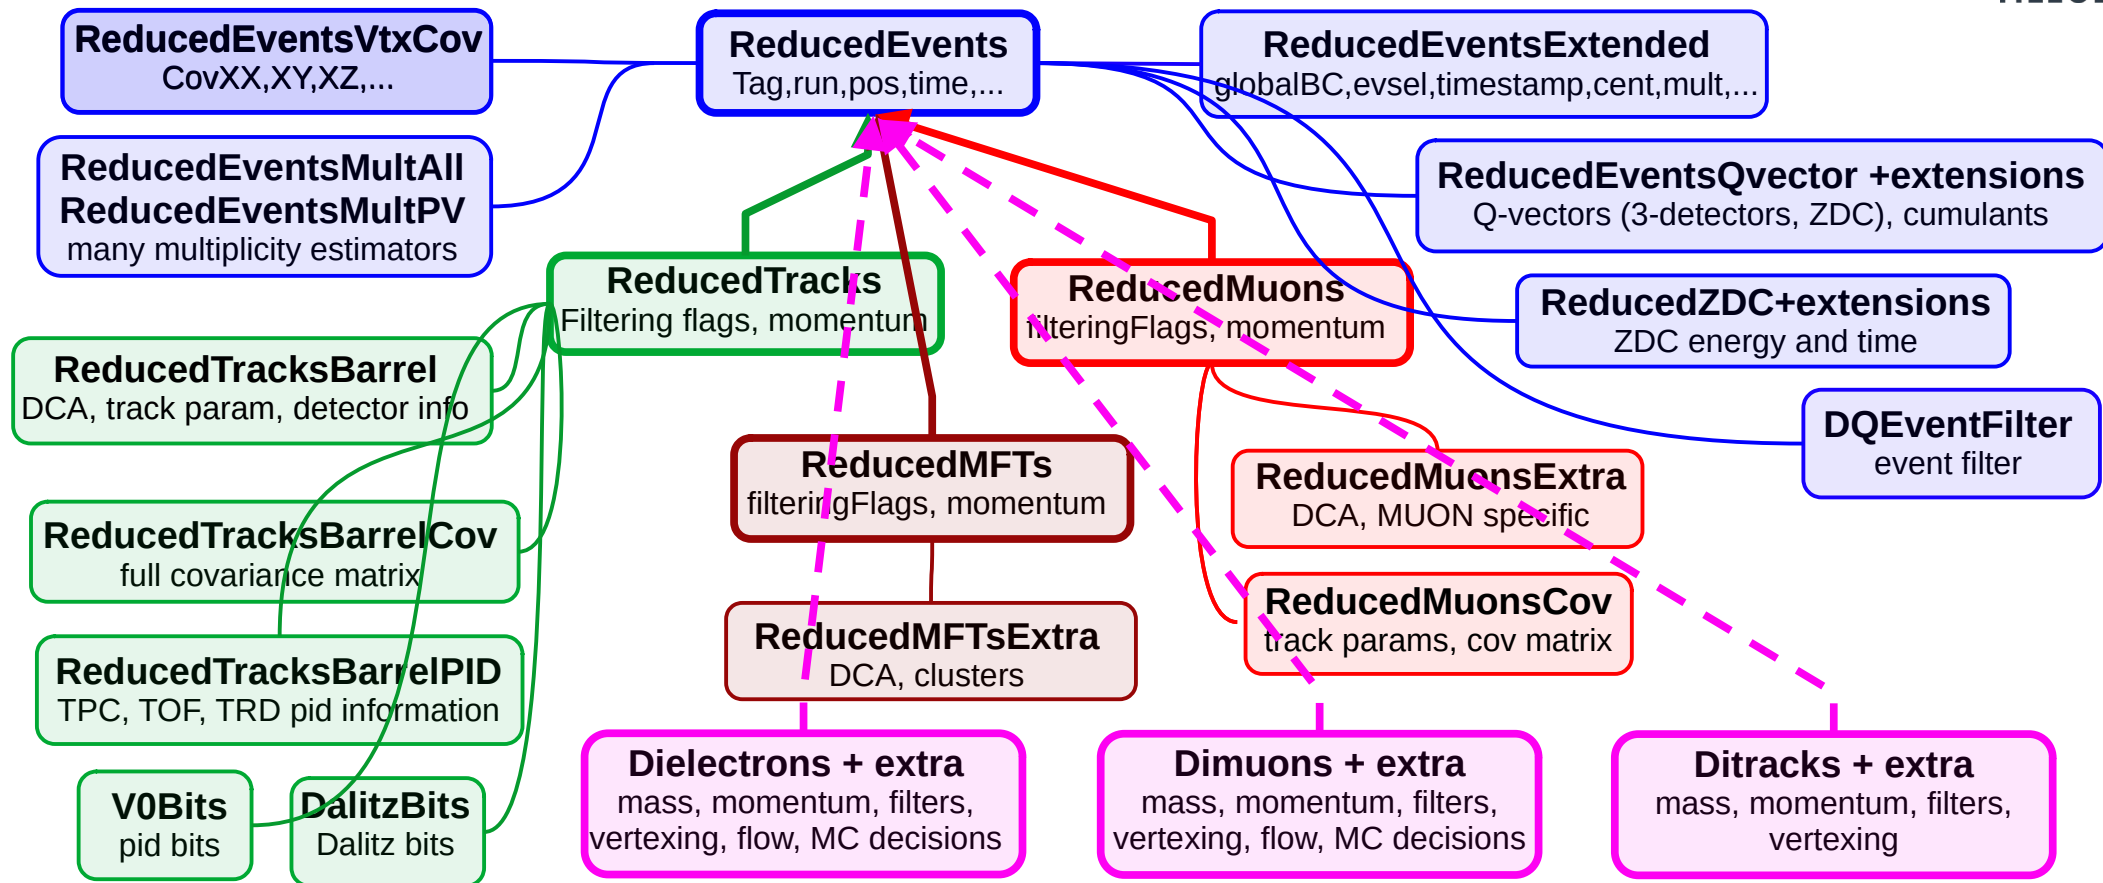 ReducedEventsVtxCov
CovXX,XY,XZ,...
ReducedEvents
Tag,run,pos,time,...
ReducedEventsExtended
globalBC,evsel,timestamp,cent,mult,...
ReducedEventsMultAll
ReducedEventsMultPV
many multiplicity estimators
ReducedEventsQvector +extensions
Q-vectors (3-detectors, ZDC), cumulants
ReducedTracks
Filtering flags, momentum
ReducedMuons
filteringFlags, momentum
ReducedZDC+extensions
ZDC energy and time
ReducedTracksBarrel
DCA, track param, detector info
DQEventFilter
event filter
ReducedMFTs
filteringFlags, momentum
ReducedMuonsExtra
DCA, MUON specific
ReducedTracksBarrelCov
full covariance matrix
ReducedMuonsCov
track params, cov matrix
ReducedMFTsExtra
DCA, clusters
ReducedTracksBarrelPID
TPC, TOF, TRD pid information
V0Bits
pid bits
DalitzBits
Dalitz bits
Dielectrons + extra
mass, momentum, filters,
vertexing, flow, MC decisions
Dimuons + extra
mass, momentum, filters,
vertexing, flow, MC decisions
Ditracks + extra
mass, momentum, filters,
vertexing